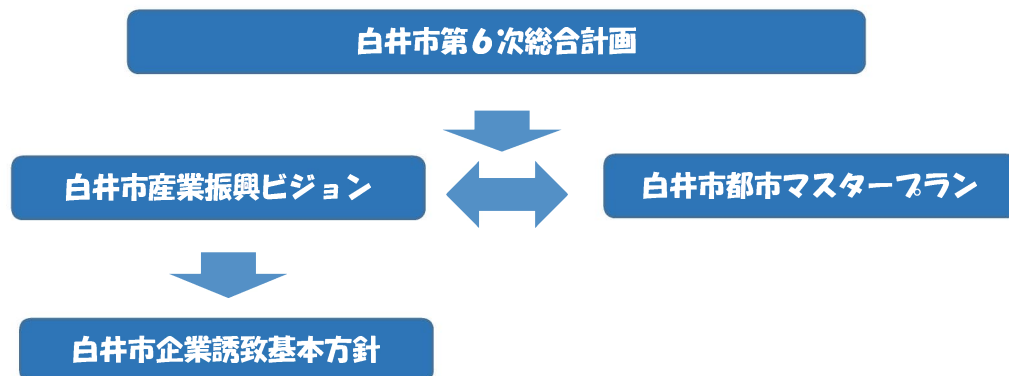 白井市第６次総合計画
白井市産業振興ビジョン
白井市都市マスタープラン
白井市企業誘致基本方針